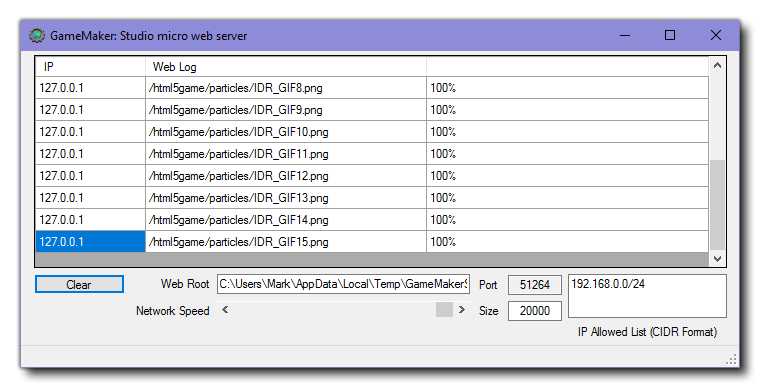 GameMaker: Studio micro web server
IP Web Log
127.0.0.1 /html5game/particles/IDR_GIF8.png 100%
127.0.0.1 /html5game/particles/IDR_GIF9.png 100%
127.0.0.1 /html5game/particles/IDR_GIF10.png 100%
127.0.0.1 /html5game/particles/IDR_GIF11.png 100%
127.0.0.1 /html5game/particles/IDR_GIF12.png 100%
127.0.0.1 /html5game/particles/IDR_GIF13.png 100%
127.0.0.1 /html5game/particles/IDR_GIF14.png 100%
127.0.0.1 /html5game/particles/IDR_GIF15.png 100%
Clear Web Root C:\Users\Mark\AppData\Local\Temp\GameMakerS Port 51264 192.168.0.0/24
Network Speed Size 20000
IP Allowed List (CIDR Format)